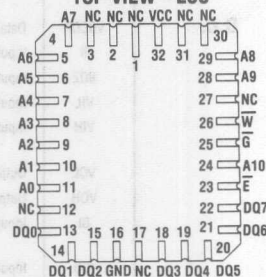 TOP VIEW – LCC
A7 NC NC NC VCC NC NC
4 3 2 1 32 31 30
A6 5 29 A8
A5 6 28 A9
A4 7 27 NC
A3 8 26 W
A2 9 25 G
A1 10 24 A10
A0 11 23 E
NC 12 22 DQ7
DQ0 13 21 DQ6
14 15 16 17 18 19 20
DQ1 DQ2 GND NC DQ3 DQ4 DQ5